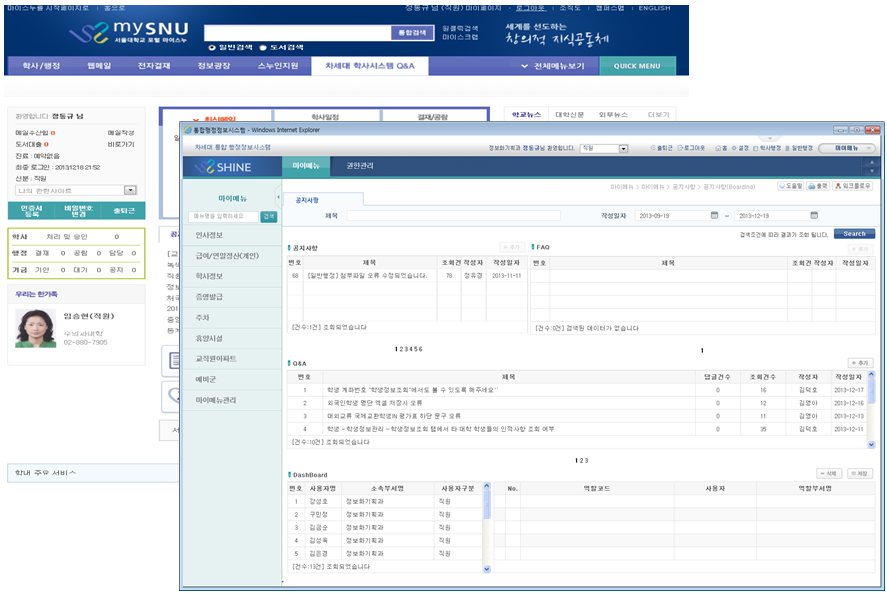 마이스누를 시작페이지로 | 홈으로
정동규 님 (직원) 마이페이지 | 로그아웃 | 조직도 | 캠퍼스맵 | ENGLISH
mySNU
서울대학교 포털 마이스누
통합검색
일반검색 도서검색
원클릭검색
마이스크랩
세계를 선도하는
창의적 지식공동체
학사/행정 웹메일 전자결재 정보광장 스누인지원 차세대 학사시스템 Q&A 전체메뉴보기 QUICK MENU
환영합니다 정동규 님
메일수신함 0 메일작성
도서대출 0 바로가기
진료 : 예약없음
최종 로그인 : 20131218 21:52
신분 : 직원
나의 관련사이트
인증서 등록 비밀번호 변경 출퇴근
학사 처리 및 승인 0
행정 결재 0 공람 0 담당 0
기금 기안 0 대기 0 공지 0
우리는 한가족
임승현(직원)
수의과대학
02-880-7905
학내 주요 서비스
최신메일 학사일정 결재/공람
학교뉴스 대학신문 외부뉴스 더보기
통합행정정보시스템 - Windows Internet Explorer
차세대 통합 행정정보시스템
정보화기획과 정동규님 환영합니다. 직원
출퇴근 로그아웃 홈 설정 학사행정 일반행정 마이메뉴
SHINE
마이메뉴 권한관리
마이메뉴
메뉴명을 입력하세요 검색
인사정보
급여/연말정산(개인)
학사정보
증명발급
주차
휴양시설
교직원아파트
예비군
마이메뉴관리
공지사항
마이메뉴 > 마이메뉴 > 공지사항 > 공지사항(Boarding)
도움말 출력 워크플로우
제목 작성일자 2013-09-19 ~ 2013-12-19
검색조건에 따라 결과가 조회 됩니다. Search
공지사항 + 추가
번호 제목 조회건 작성자 작성일자
68 [일반행정] 첨부파일 오류 수정되었습니다. 78 정유경 2013-11-11
[건수:1건] 조회되었습니다
1 2 3 4 5 6
FAQ + 추가
번호 제목 조회건 작성자 작성일자
[건수:0건] 검색된 데이터가 없습니다
1
Q&A + 추가
번호 제목 답글건수 조회건수 작성자 작성일자
1 학생 계좌번호 "학생정보조회"에서도 볼 수 있도록 해주세요~ 0 16 김덕호 2013-12-17
2 외국인학생 명단 엑셀 저장시 오류 0 12 김영아 2013-12-16
3 대외교류 국제교환학생IN 평가표 하단 문구 오류 0 11 김영아 2013-12-13
4 학생 - 학생정보관리 - 학생정보조회 탭에서 타 대학 학생들의 인적사항 조회 여부 0 35 김덕호 2013-12-11
[건수:10건] 조회되었습니다
1 2 3
DashBoard - 삭제 저장
번호 사용자명 소속부서명 사용자구분
1 강성호 정보화기획과 직원
2 구민정 정보화기획과 직원
3 김금순 정보화기획과 직원
4 김성욱 정보화기획과 직원
5 김은경 정보화기획과 직원
[건수:13건] 조회되었습니다
No. 역할코드 사용자 역할부서명